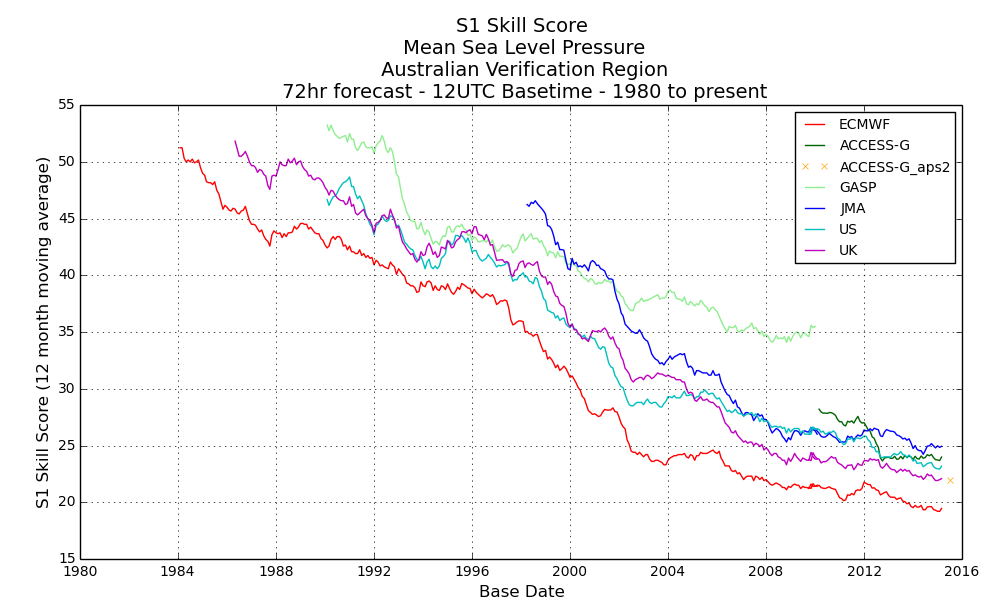 S1 Skill Score
Mean Sea Level Pressure
Australian Verification Region
72hr forecast - 12UTC Basetime - 1980 to present
S1 Skill Score (12 month moving average)
55
50
45
40
35
30
25
20
15
ECMWF
ACCESS-G
ACCESS-G_aps2
GASP
JMA
US
UK
1980 1984 1988 1992 1996 2000 2004 2008 2012 2016
Base Date